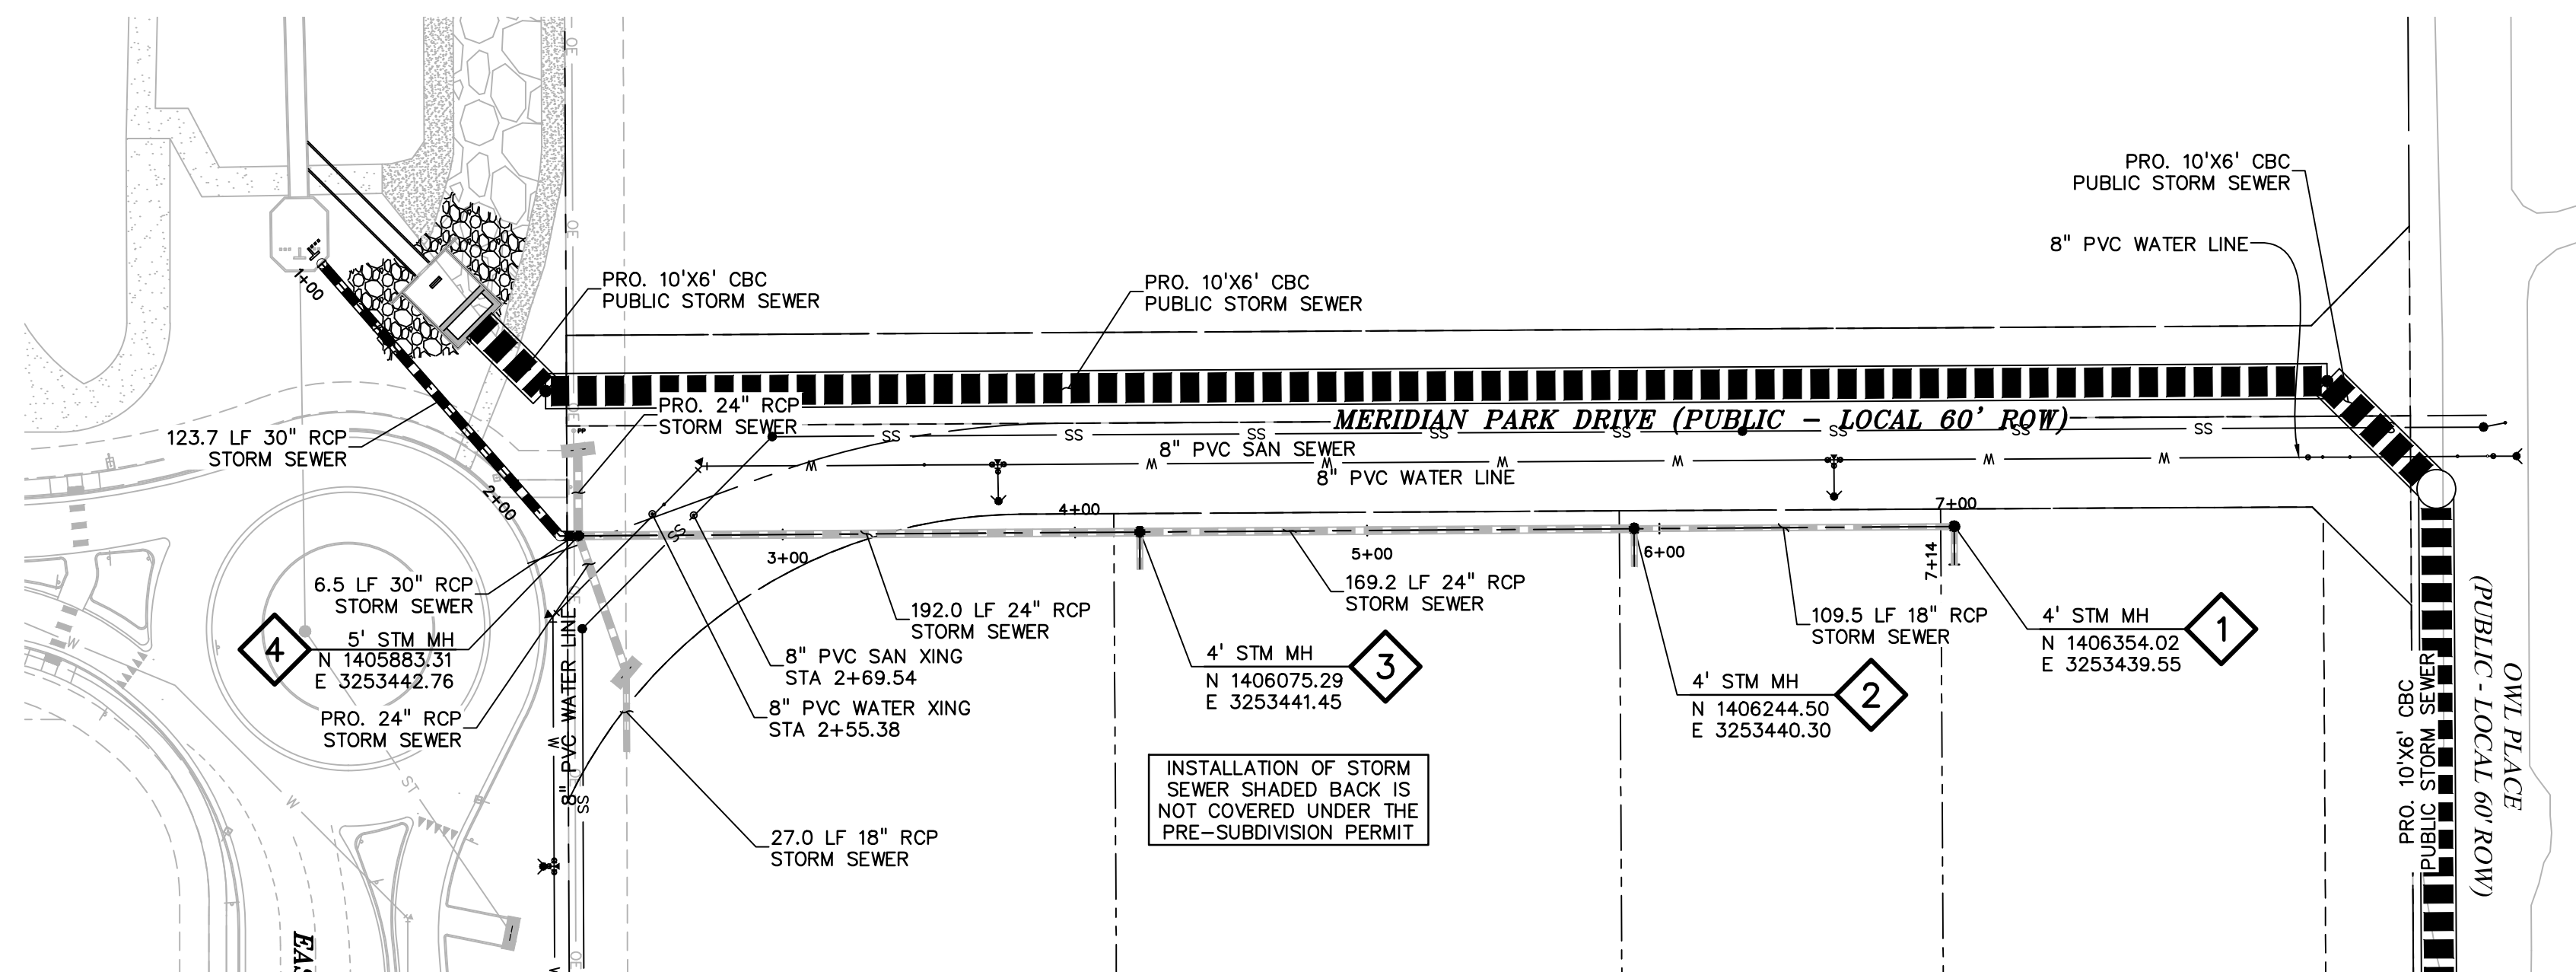 PRO. 10'X6' CBC
PUBLIC STORM SEWER
8" PVC WATER LINE
PRO. 10'X6' CBC
PUBLIC STORM SEWER
PRO. 10'X6' CBC
PUBLIC STORM SEWER
OE
OE
OE
1+00
PRO. 24" RCP
STORM SEWER
MERIDIAN PARK DRIVE (PUBLIC - LOCAL 60' ROW)
PP
SS
SS
SS
SS
SS
SS
SS
SS
8" PVC SAN SEWER
W
W
W
W
W
W
W
8" PVC WATER LINE
123.7 LF 30" RCP
STORM SEWER
2+00
SS
3+00
4+00
5+00
6+00
7+00
7+14
6.5 LF 30" RCP
STORM SEWER
192.0 LF 24" RCP
STORM SEWER
169.2 LF 24" RCP
STORM SEWER
109.5 LF 18" RCP
STORM SEWER
4
5' STM MH
N 1405883.31
E 3253442.76
8" PVC SAN XING
STA 2+69.54
8" PVC WATER XING
STA 2+55.38
4' STM MH
N 1406075.29
E 3253441.45
3
4' STM MH
N 1406244.50
E 3253440.30
2
4' STM MH
N 1406354.02
E 3253439.55
1
PRO. 24" RCP
STORM SEWER
8" PVC WATER LINE
W
SS
W
W
W
ST
OE
INSTALLATION OF STORM
SEWER SHADED BACK IS
NOT COVERED UNDER THE
PRE-SUBDIVISION PERMIT
27.0 LF 18" RCP
STORM SEWER
PRO. 10'X6' CBC
PUBLIC STORM SEWER
OWL PLACE
(PUBLIC - LOCAL 60' ROW)
EAS